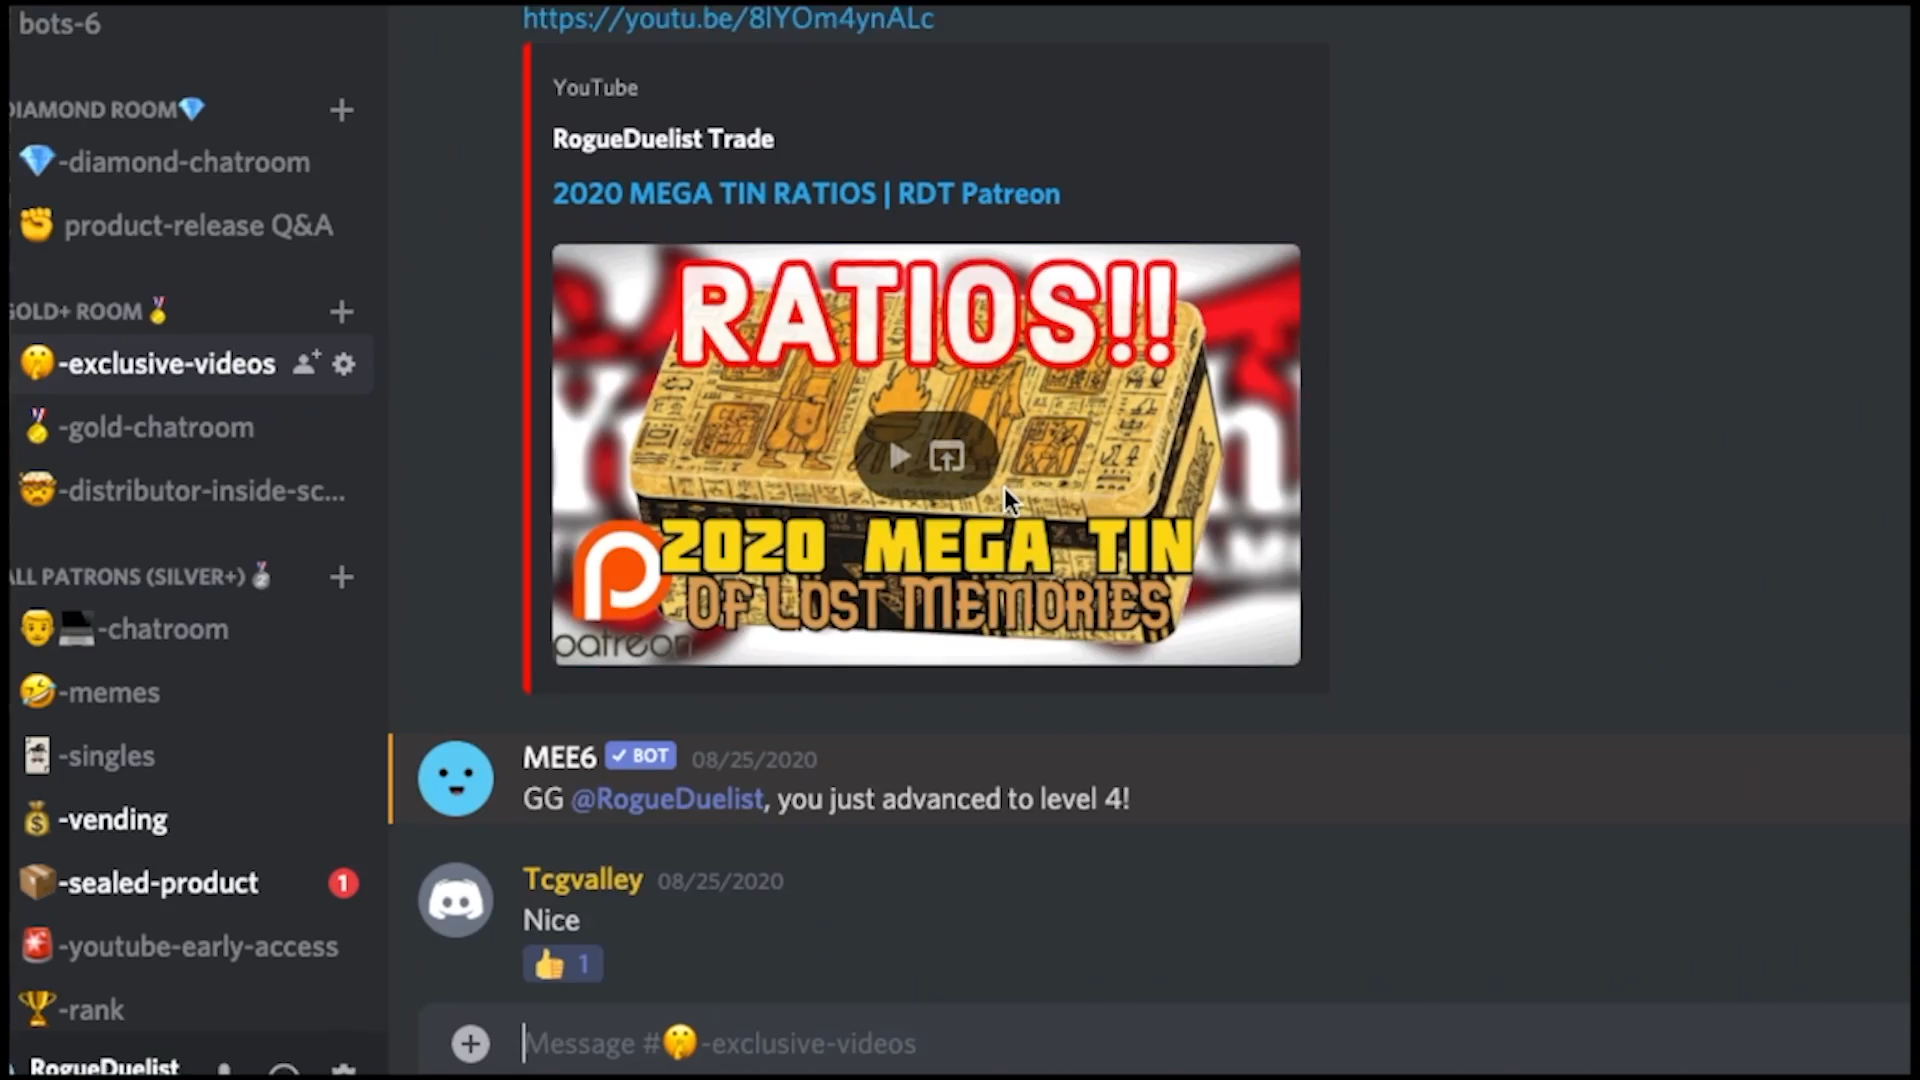 bots-6
DIAMOND ROOM💎
💎-diamond-chatroom
✊ product-release Q&A
GOLD+ ROOM🏅
🤫-exclusive-videos
🏅-gold-chatroom
🤯-distributor-inside-sc...
ALL PATRONS (SILVER+)🥈
👨💻-chatroom
🤣-memes
🃏-singles
💰-vending
📦-sealed-product 1
🚨-youtube-early-access
🏆-rank
RogueDuelist
https://youtu.be/8lYOm4ynALc
YouTube
RogueDuelist Trade
2020 MEGA TIN RATIOS | RDT Patreon
RATIOS!!
2020 MEGA TIN
OF LOST MEMORIES
patreon
MEE6 ✓ BOT 08/25/2020
GG @RogueDuelist, you just advanced to level 4!
Tcgvalley 08/25/2020
Nice
👍 1
Message #🤫-exclusive-videos